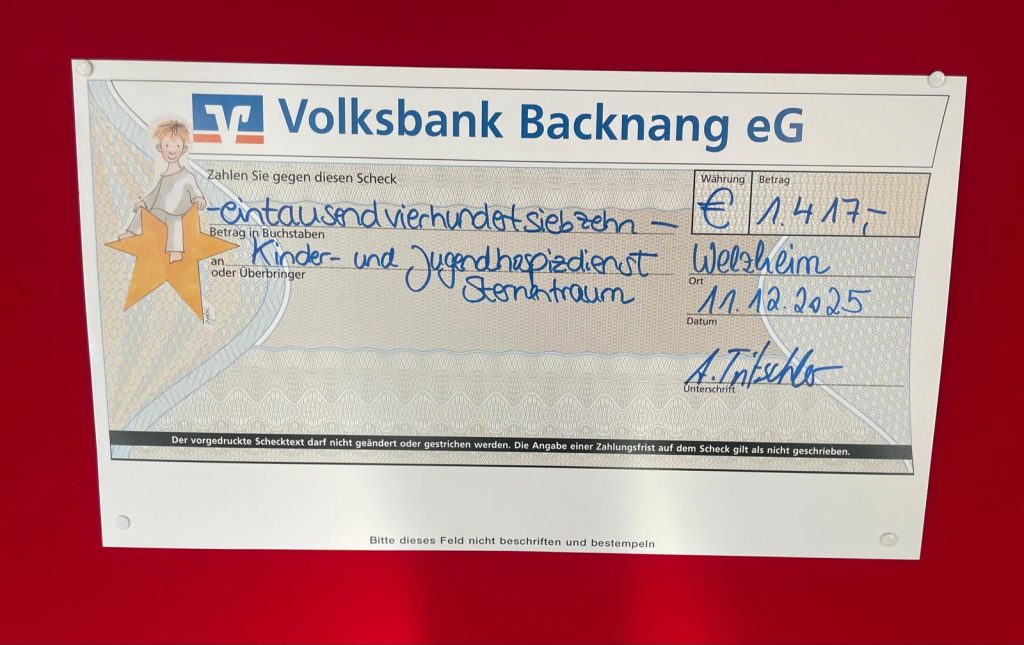 Volksbank Backnang eG
Zahlen Sie gegen diesen Scheck
Währung Betrag
-eintausendvierhundertsiebzehn —
€ 1.417,-
Betrag in Buchstaben
an Kinder- und Jugendhospizdienst
oder Überbringer
Sternentraum
Welzheim
Ort
11.12.2025
Datum
A. Tritschler
Unterschrift
Der vorgedruckte Schecktext darf nicht geändert oder gestrichen werden. Die Angabe einer Zahlungsfrist auf dem Scheck gilt als nicht geschrieben.
Bitte dieses Feld nicht beschriften und bestempeln